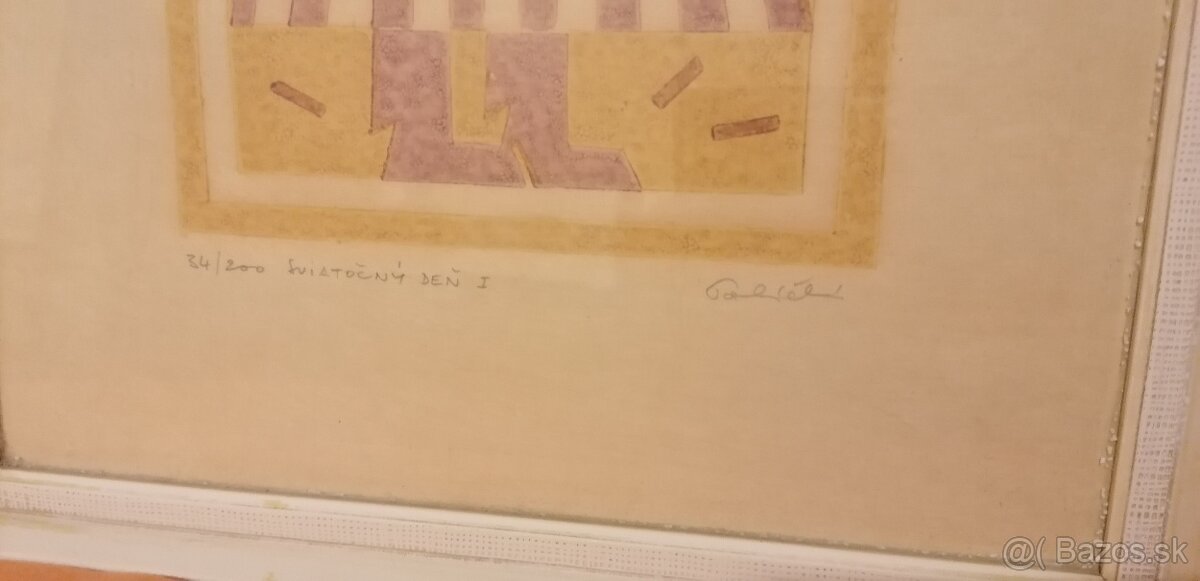 34/200 SVIATOČNÝ DEŇ I
@( Bazos.sk